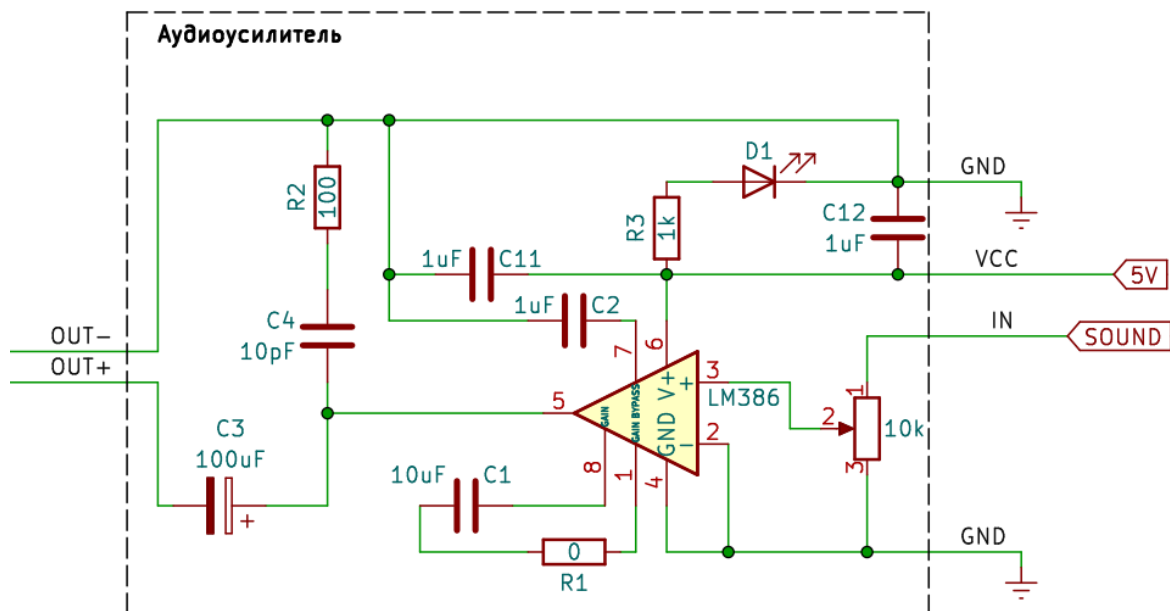 Аудиоусилитель
D1
GND
R2
100
R3
1k
C12
1uF
1uF
C11
VCC
5V
1uF
C2
C4
10pF
IN
SOUND
OUT-
OUT+
7
6
GAIN BYPASS
V+
+
3
LM386
1
2
10k
3
5
GAIN
GND
-
2
C3
100uF
+
8
1
4
10uF
C1
0
R1
GND